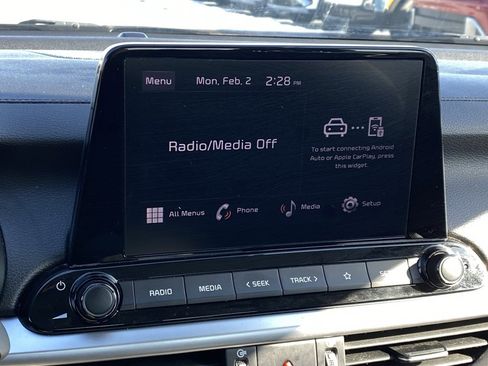 Menu
Mon, Feb. 2
2:28 PM
Radio/Media Off
To start connecting Android
Auto or Apple CarPlay, press
this widget.
All Menus
Phone
Media
Setup
RADIO
MEDIA
< SEEK
TRACK >